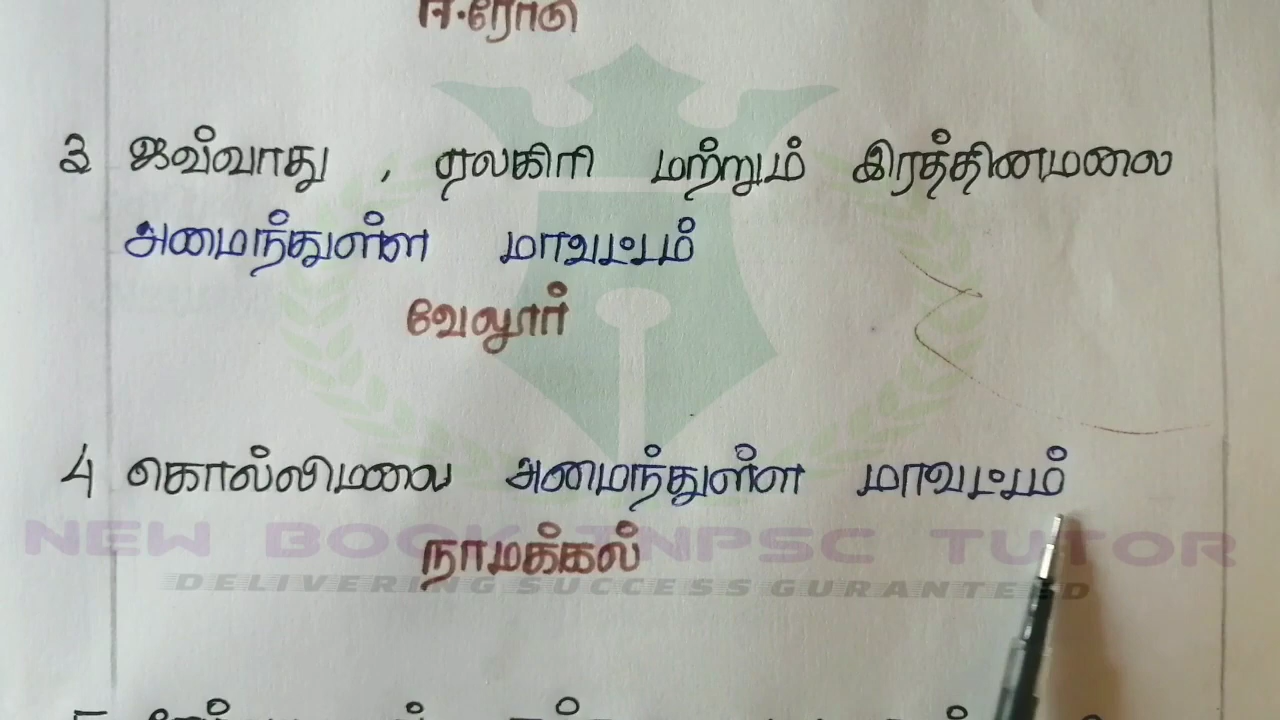 ஈ.ரோடு
3 ஜவ்வாது , ஏலகிரி மற்றும் இரத்தினமலை
அமைந்துள்ள மாவட்டம்
வேலூர்
4 கொல்லிமலை அமைந்துள்ள மாவட்டம்
NEW BOOK TNPSC TUTOR
நாமக்கல்
DELIVERING SUCCESS GURANTEED